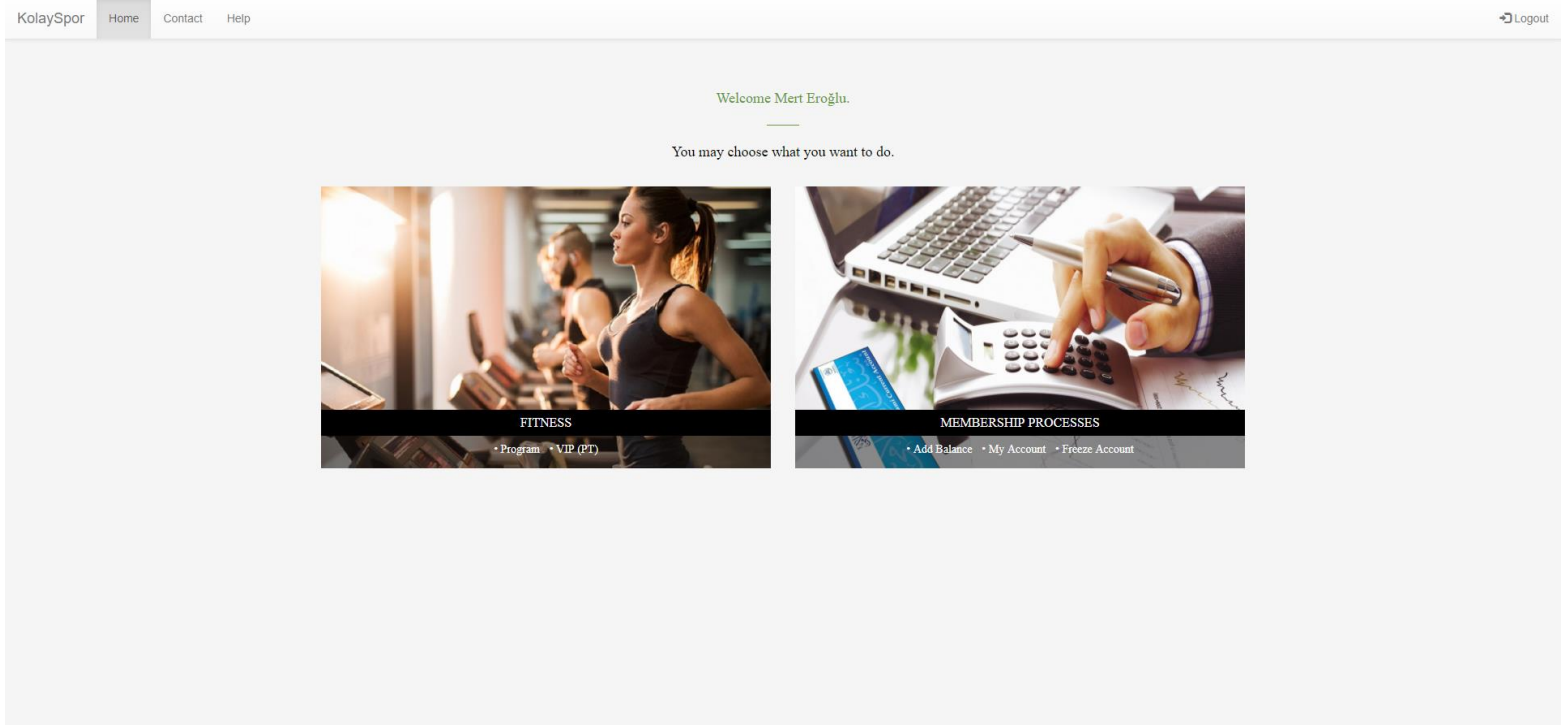 KolaySpor Home Contact Help Logout
Welcome Mert Eroğlu.
You may choose what you want to do.
FITNESS
• Program • VIP (PT)
MEMBERSHIP PROCESSES
• Add Balance • My Account • Freeze Account